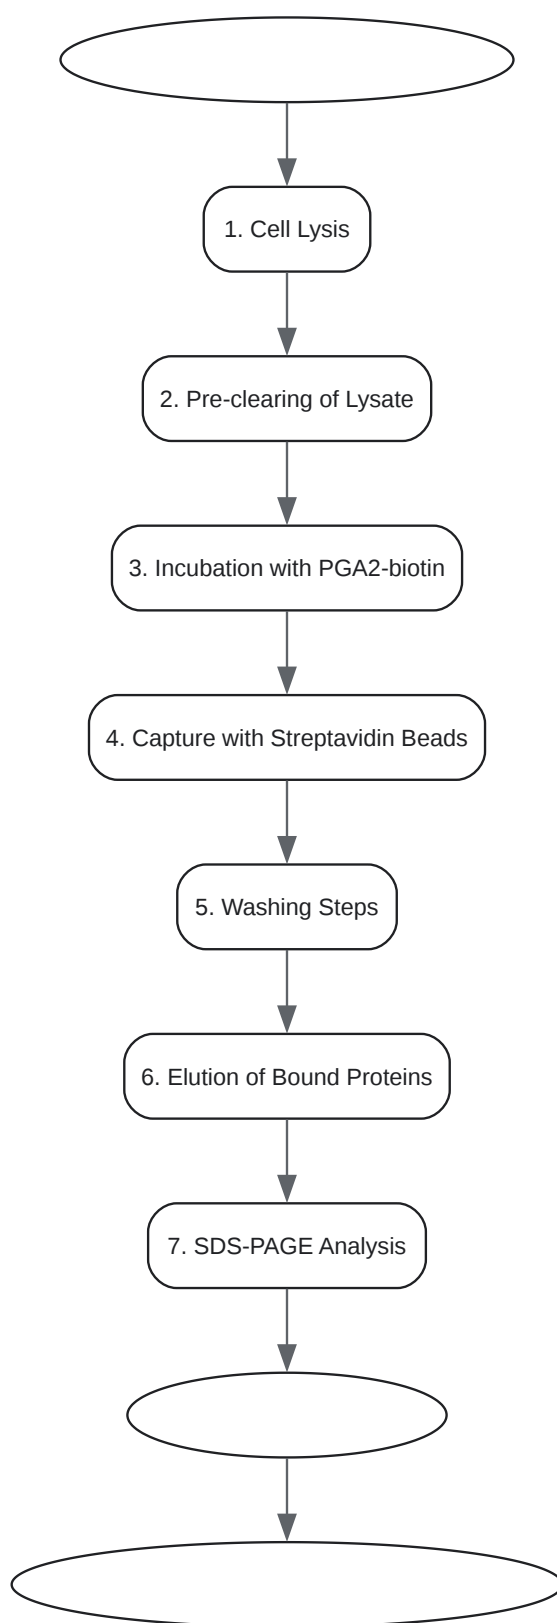 1. Cell Lysis
2. Pre-clearing of Lysate
3. Incubation with PGA2-biotin
4. Capture with Streptavidin Beads
5. Washing Steps
6. Elution of Bound Proteins
7. SDS-PAGE Analysis